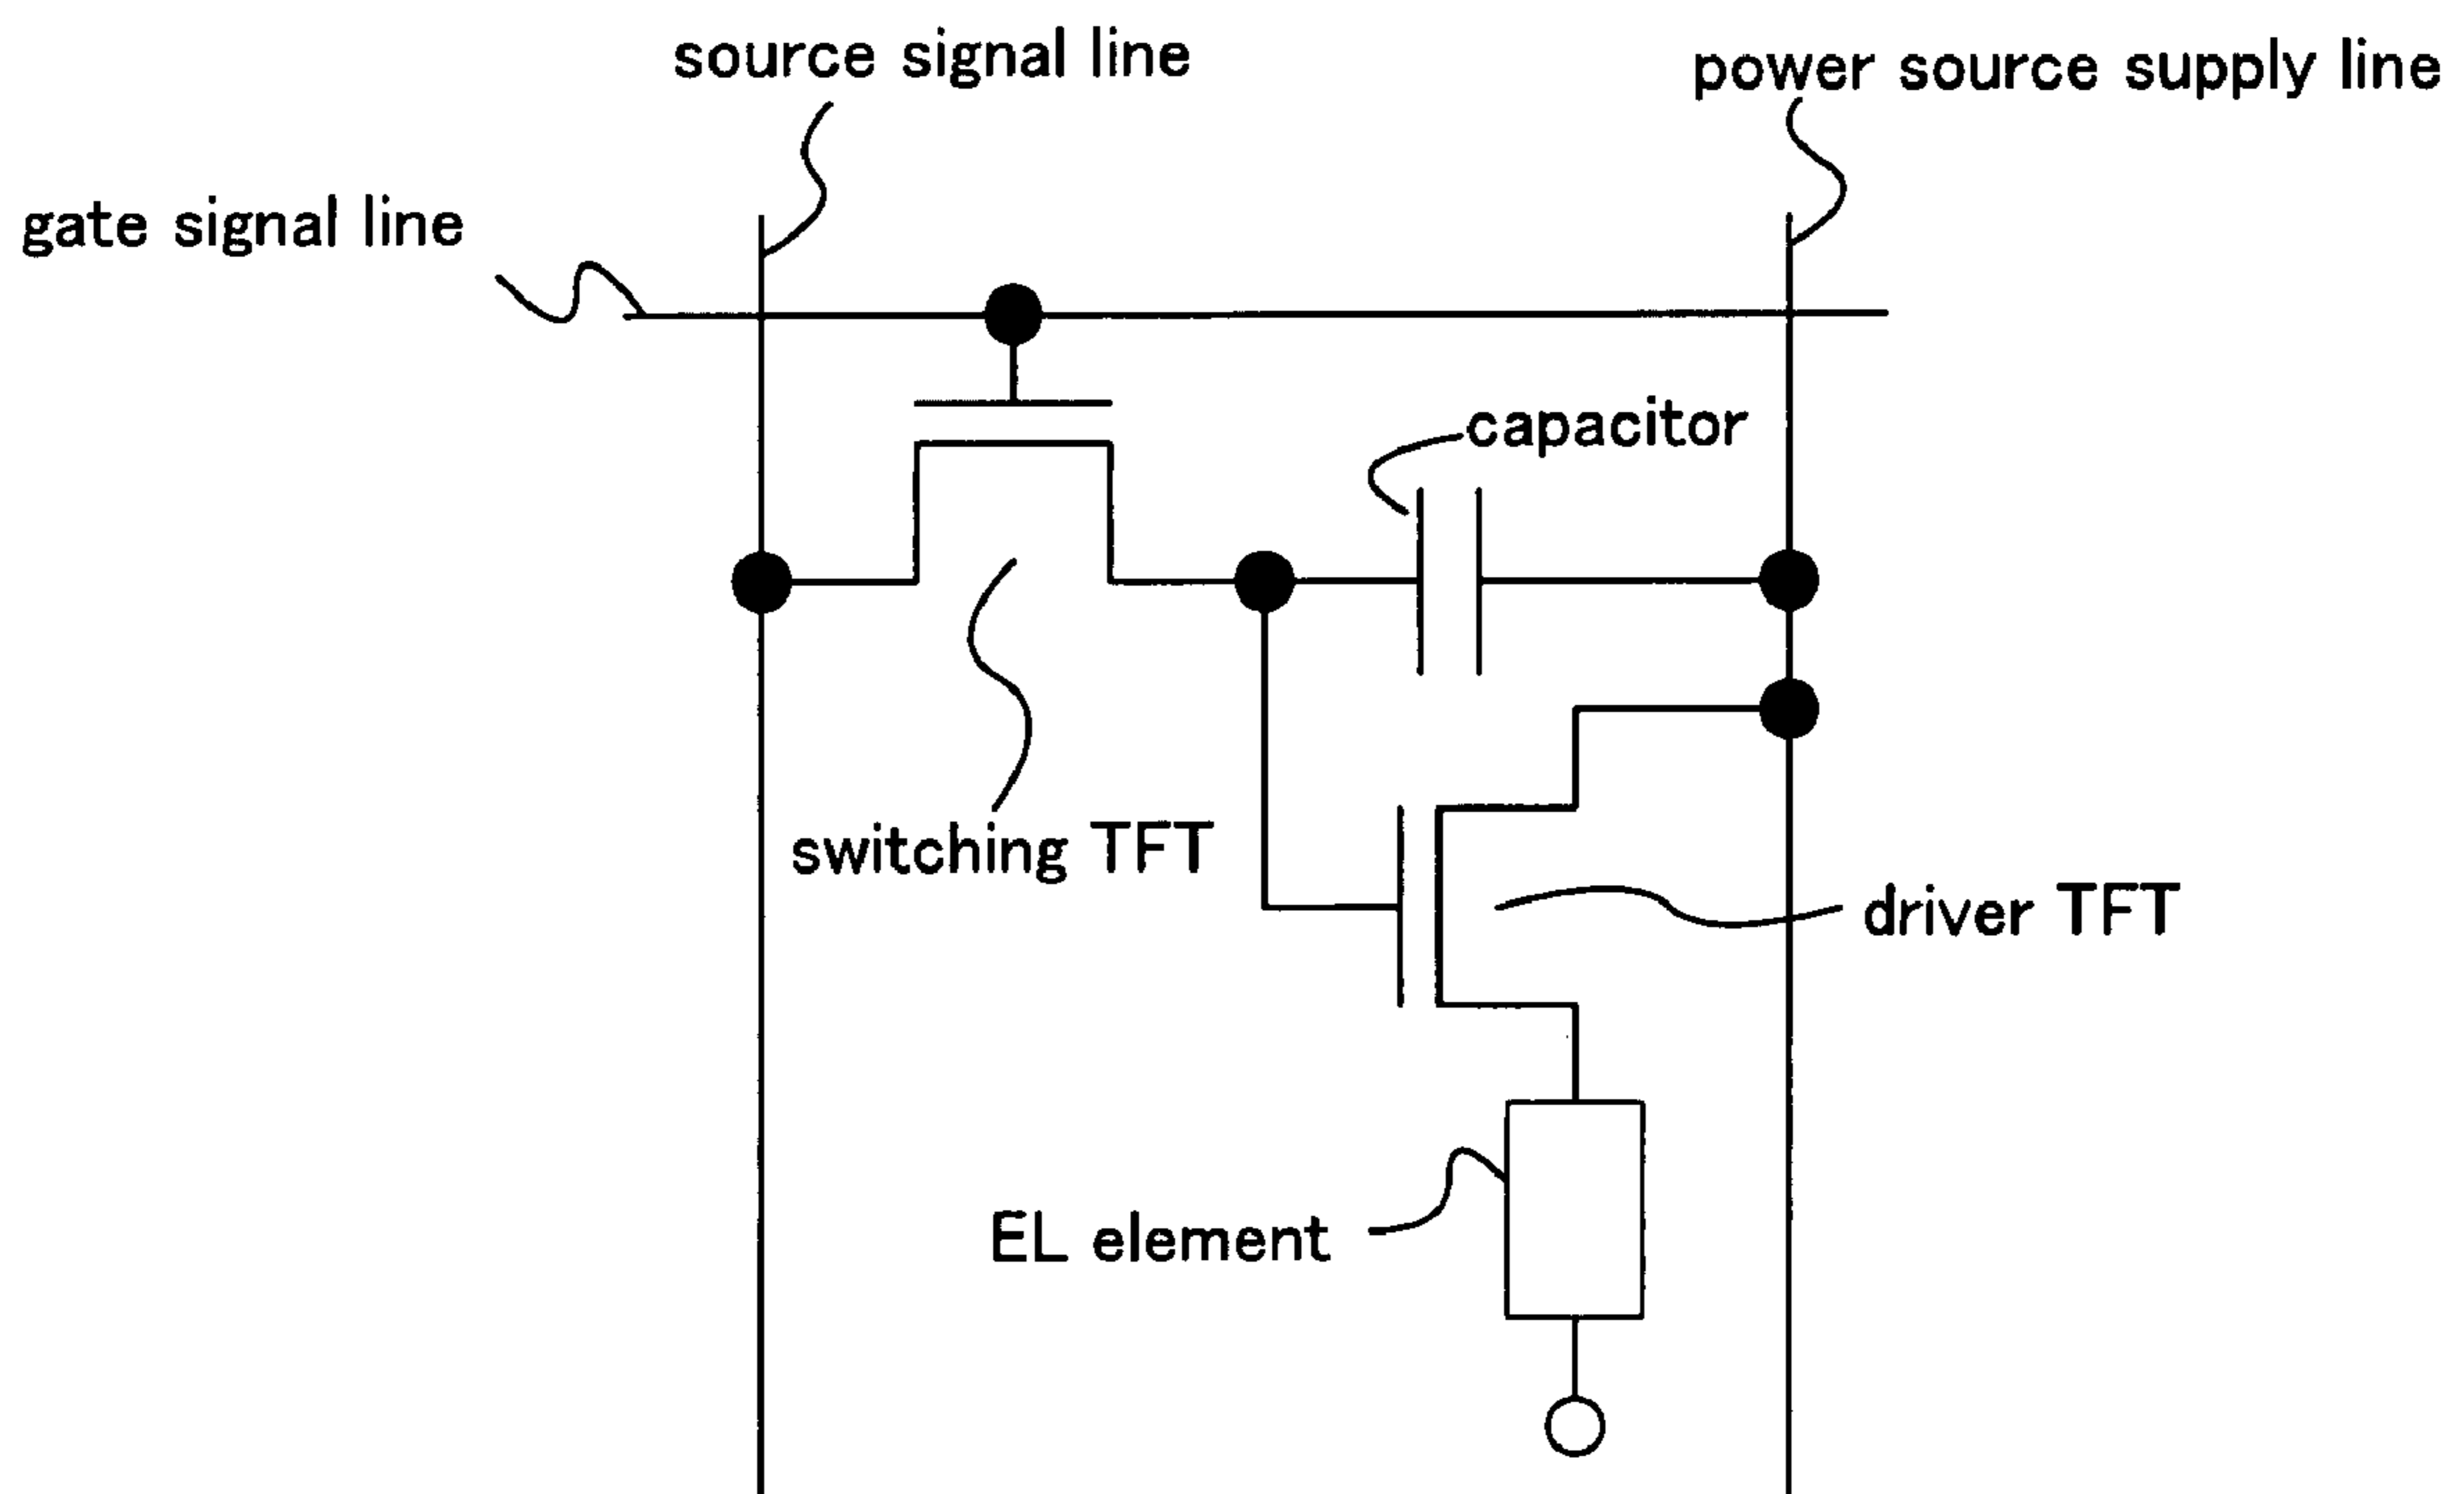 source signal line
power source supply line
gate signal line
capacitor
switching TFT
driver TFT
EL element